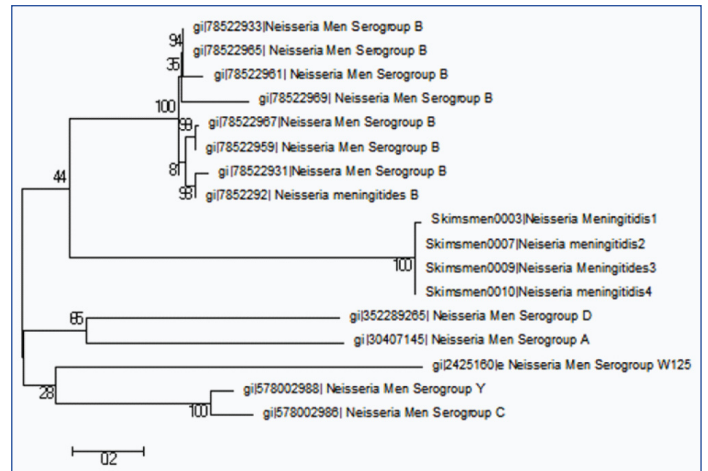 94
gi|78522933|Neisseria Men Serogroup B
gi|78522965| Neisseria Men Serogroup B
35
gi|78522961| Neisseria Men Serogroup B
gi|78522969| Neisseria Men Serogroup B
100
gi|78522967|Neissera Men Serogroup B
99
gi|78522959| Neisseria Men Serogroup B
81
gi|78522931|Neissera Men Serogroup B
98
gi|7852292| Neisseria meningitides B
44
Skimsmen0003|Neisseria Meningitidis1
Skimsmen0007|Neiseria meningitidis2
100
Skimsmen0009|Neisseria Meningitides3
Skimsmen0010|Neisseria meningitidis4
65
gi|352289265| Neisseria Men Serogroup D
gi|30407145| Neisseria Men Serogroup A
gi|2425160|e Neisseria Men Serogroup W125
28
gi|578002988| Neisseria Men Serogroup Y
100
gi|578002986| Neisseria Men Serogroup C
0.2